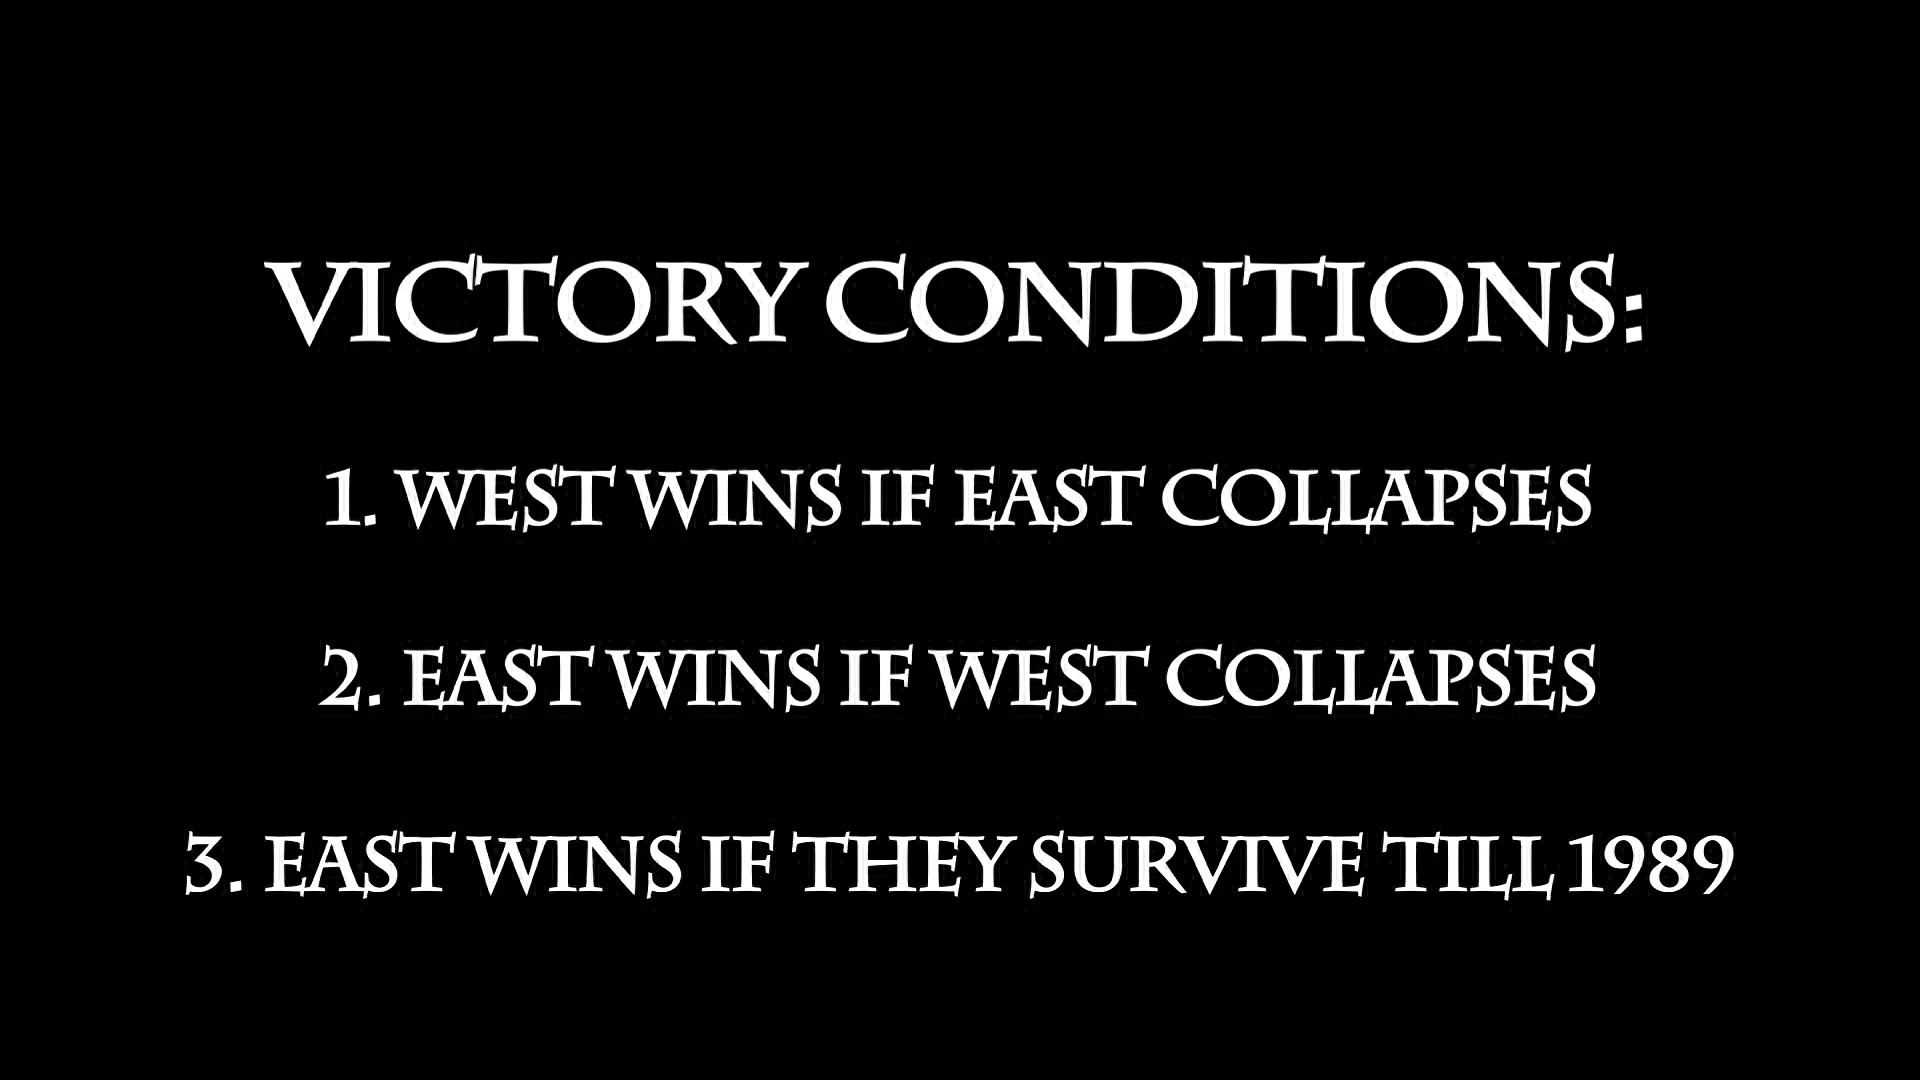 VICTORY CONDITIONS:
1. WEST WINS IF EAST COLLAPSES
2. EAST WINS IF WEST COLLAPSES
3. EAST WINS IF THEY SURVIVE TILL 1989